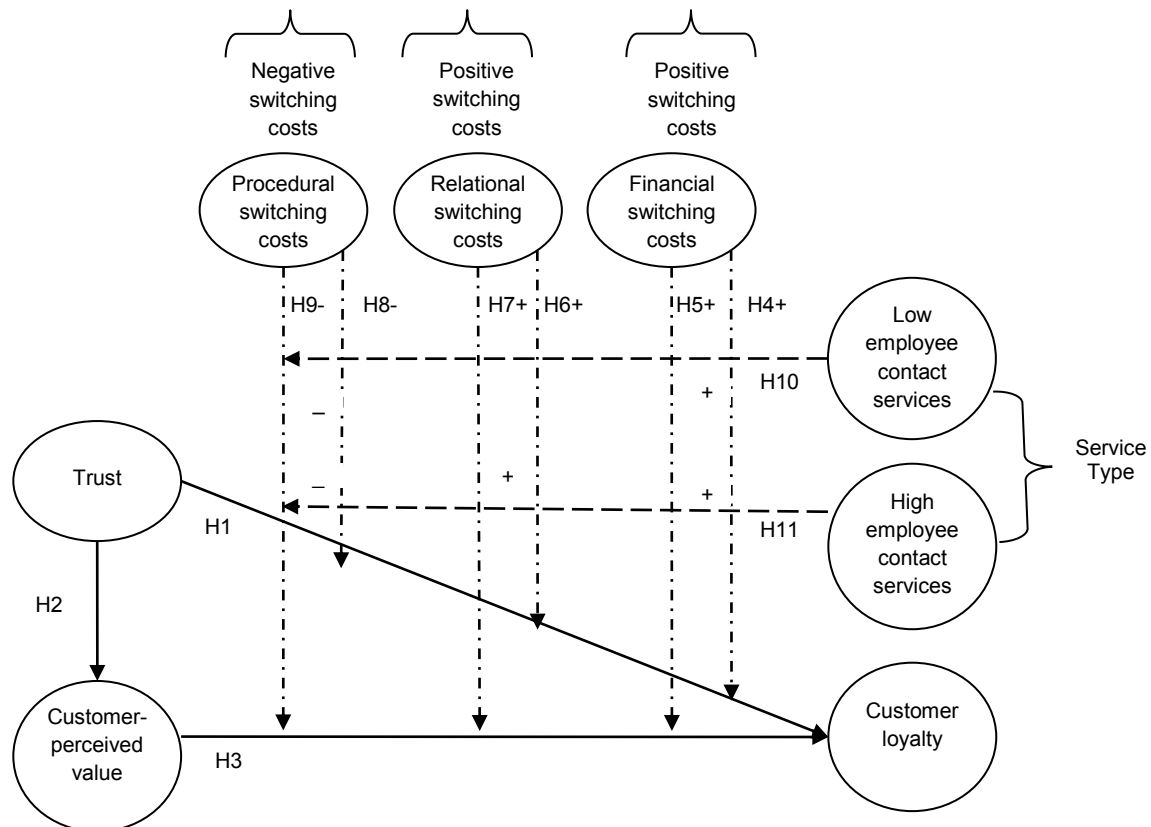 Negative
switching
costs
Positive
switching
costs
Positive
switching
costs
Procedural
switching
costs
Relational
switching
costs
Financial
switching
costs
H9-
H8-
H7+
H6+
H5+
H4+
Low
employee
contact
services
H10
+
–
Service
Type
Trust
–
+
+
H1
H11
High
employee
contact
services
H2
Customer-
perceived
value
H3
Customer
loyalty